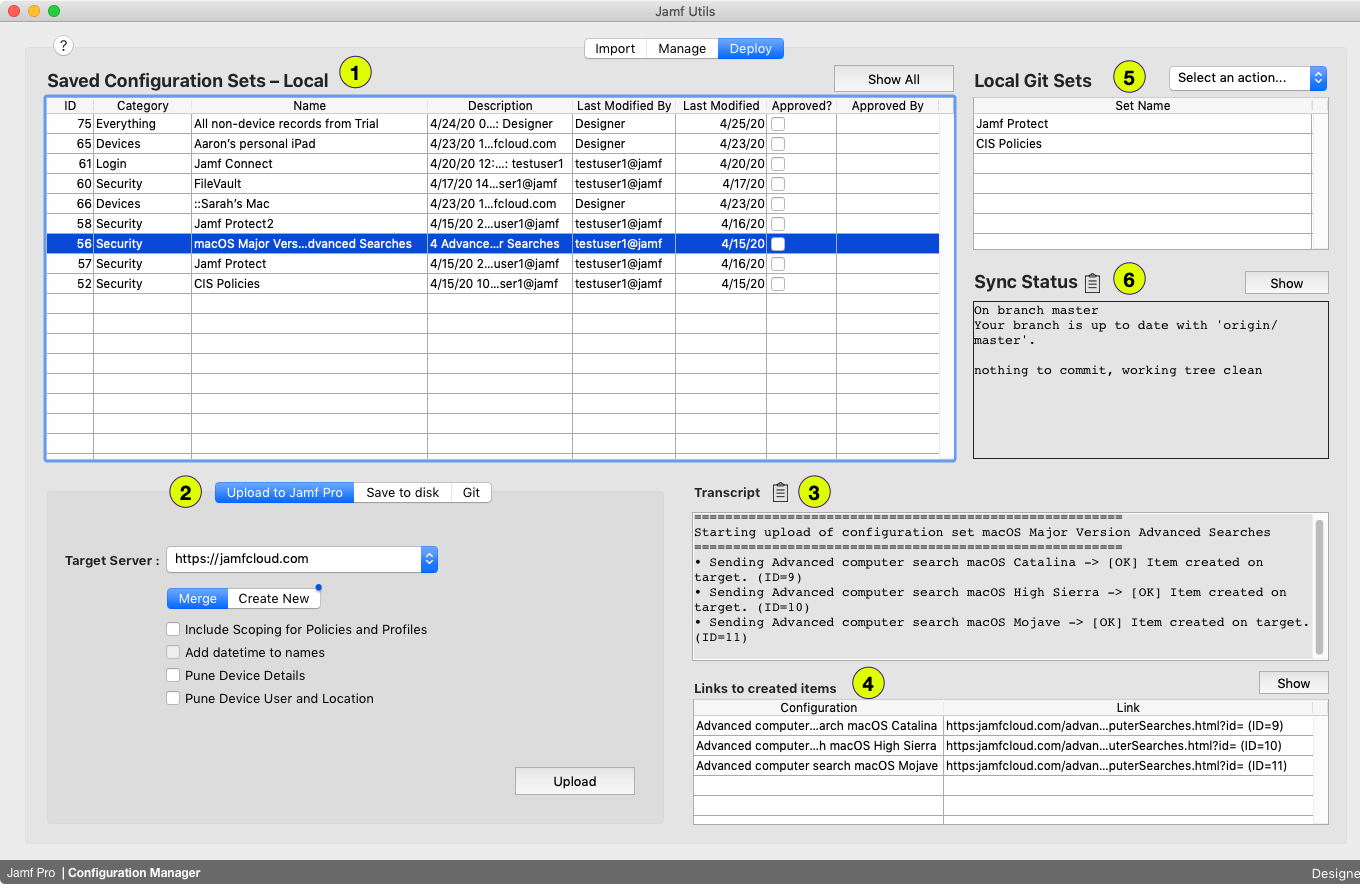 Jamf Utils
?
Import Manage Deploy
Saved Configuration Sets – Local 1 Show All
ID Category Name Description Last Modified By Last Modified Approved? Approved By
75 Everything All non-device records from Trial 4/24/20 0...: Designer Designer 4/25/20
65 Devices Aaron's personal iPad 4/23/20 1...fcloud.com Designer 4/23/20
61 Login Jamf Connect 4/20/20 12:...: testuser1 testuser1@jamf 4/20/20
60 Security FileVault 4/17/20 14...ser1@jamf testuser1@jamf 4/17/20
66 Devices ::Sarah's Mac 4/23/20 1...fcloud.com Designer 4/23/20
58 Security Jamf Protect2 4/15/20 2...user1@jamf testuser1@jamf 4/16/20
56 Security macOS Major Vers...dvanced Searches 4 Advance...r Searches testuser1@jamf 4/15/20
57 Security Jamf Protect 4/15/20 2...user1@jamf testuser1@jamf 4/16/20
52 Security CIS Policies 4/15/20 10...ser1@jamf testuser1@jamf 4/15/20
Local Git Sets 5 Select an action...
Set Name
Jamf Protect
CIS Policies
Sync Status 6 Show
On branch master
Your branch is up to date with 'origin/
master'.
nothing to commit, working tree clean
2 Upload to Jamf Pro Save to disk Git
Target Server : https://jamfcloud.com
Merge Create New
Include Scoping for Policies and Profiles
Add datetime to names
Pune Device Details
Pune Device User and Location
Upload
Transcript 3
=======================================================
Starting upload of configuration set macOS Major Version Advanced Searches
=======================================================
• Sending Advanced computer search macOS Catalina -> [OK] Item created on
target. (ID=9)
• Sending Advanced computer search macOS High Sierra -> [OK] Item created on
target. (ID=10)
• Sending Advanced computer search macOS Mojave -> [OK] Item created on target.
(ID=11)
Links to created items 4 Show
Configuration Link
Advanced computer...arch macOS Catalina https:jamfcloud.com/advan...puterSearches.html?id= (ID=9)
Advanced computer...h macOS High Sierra https:jamfcloud.com/advan...uterSearches.html?id= (ID=10)
Advanced computer search macOS Mojave https:jamfcloud.com/advan...puterSearches.html?id= (ID=11)
Jamf Pro | Configuration Manager Designe